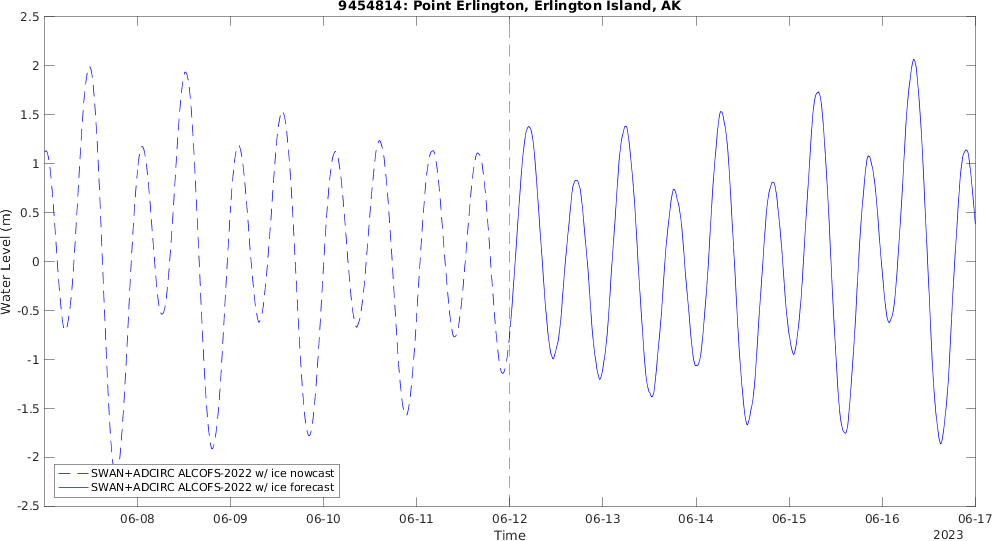 9454814: Point Erlington, Erlington Island, AK
2.5
2
1.5
1
0.5
0
-0.5
-1
-1.5
-2
-2.5
Water Level (m)
SWAN+ADCIRC ALCOFS-2022 w/ ice nowcast
SWAN+ADCIRC ALCOFS-2022 w/ ice forecast
06-08 06-09 06-10 06-11 06-12 06-13 06-14 06-15 06-16 06-17
Time
2023